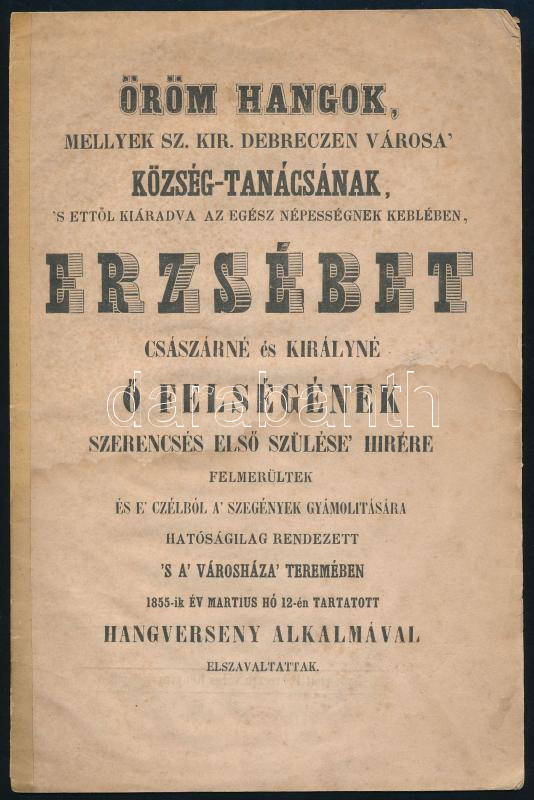 ÖRÖM HANGOK,
MELLYEK SZ. KIR. DEBRECZEN VÁROSA'
KÖZSÉG-TANÁCSÁNAK,
'S ETTŐL KIÁRADVA AZ EGÉSZ NÉPESSÉGNEK KEBLÉBEN,
ERZSÉBET
CSÁSZÁRNÉ és KIRÁLYNÉ
Ő FELSÉGÉNEK
darabanth
SZERENCSÉS ELSŐ SZÜLÉSE' HIRÉRE
FELMERÜLTEK
ÉS E' CZÉLBÓL A' SZEGÉNYEK GYÁMOLITÁSÁRA
HATÓSÁGILAG RENDEZETT
'S A' VÁROSHÁZA' TEREMÉBEN
1855-ik ÉV MARTIUS HÓ 12-én TARTATOTT
HANGVERSENY ALKALMÁVAL
ELSZAVALTATTAK.